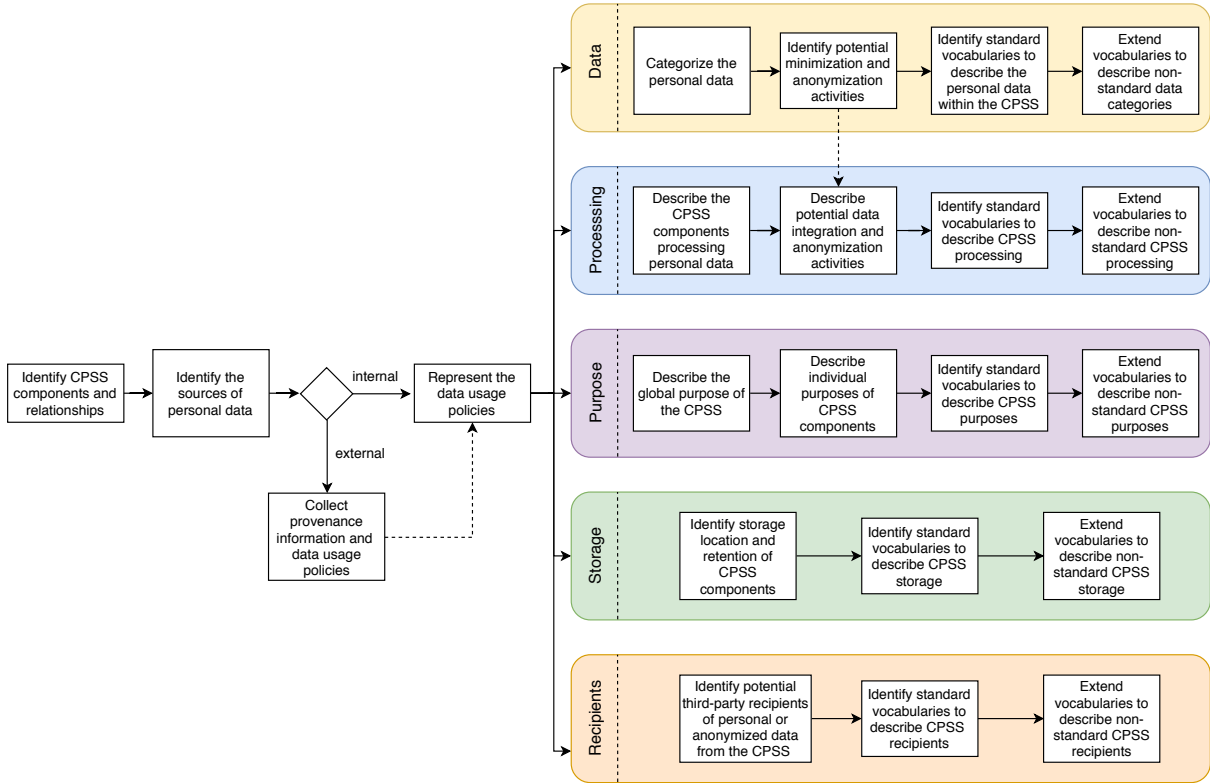 Identify CPSS
components and
relationships
Identify the
sources of
personal data
internal
external
Collect
provenance
information and
data usage
policies
Represent the
data usage
policies
Data
Categorize the
personal data
Identify potential
minimization and
anonymization
activities
Identify standard
vocabularies to
describe the
personal data
within the CPSS
Extend
vocabularies to
describe non-
standard data
categories
Processsing
Describe the
CPSS
components
processing
personal data
Describe
potential data
integration and
anonymization
activities
Identify standard
vocabularies to
describe CPSS
processing
Extend
vocabularies to
describe non-
standard CPSS
processing
Purpose
Describe the
global purpose of
the CPSS
Describe
individual
purposes of
CPSS
components
Identify standard
vocabularies to
describe CPSS
purposes
Extend
vocabularies to
describe non-
standard CPSS
purposes
Storage
Identify storage
location and
retention of
CPSS
components
Identify standard
vocabularies to
describe CPSS
storage
Extend
vocabularies to
describe non-
standard CPSS
storage
Recipients
Identify potential
third-party recipients
of personal or
anonymized data
from the CPSS
Identify standard
vocabularies to
describe CPSS
recipients
Extend
vocabularies to
describe non-
standard CPSS
recipients